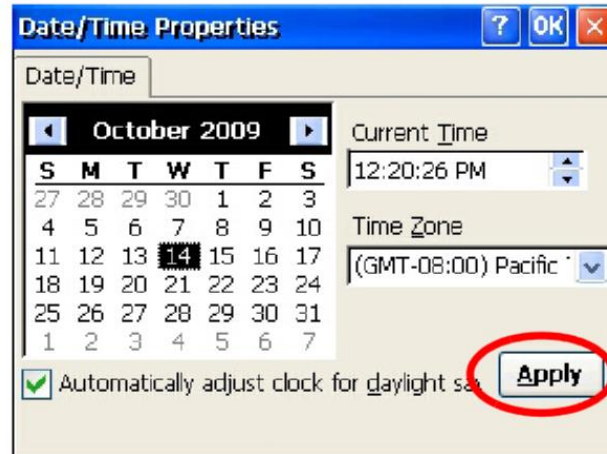 Date/Time Properties ? OK ×
Date/Time
October 2009
S M T W T F S
27 28 29 30 1 2 3
4 5 6 7 8 9 10
11 12 13 14 15 16 17
18 19 20 21 22 23 24
25 26 27 28 29 30 31
1 2 3 4 5 6 7
Current Time
12:20:26 PM
Time Zone
(GMT-08:00) Pacific
Automatically adjust clock for daylight sa
Apply